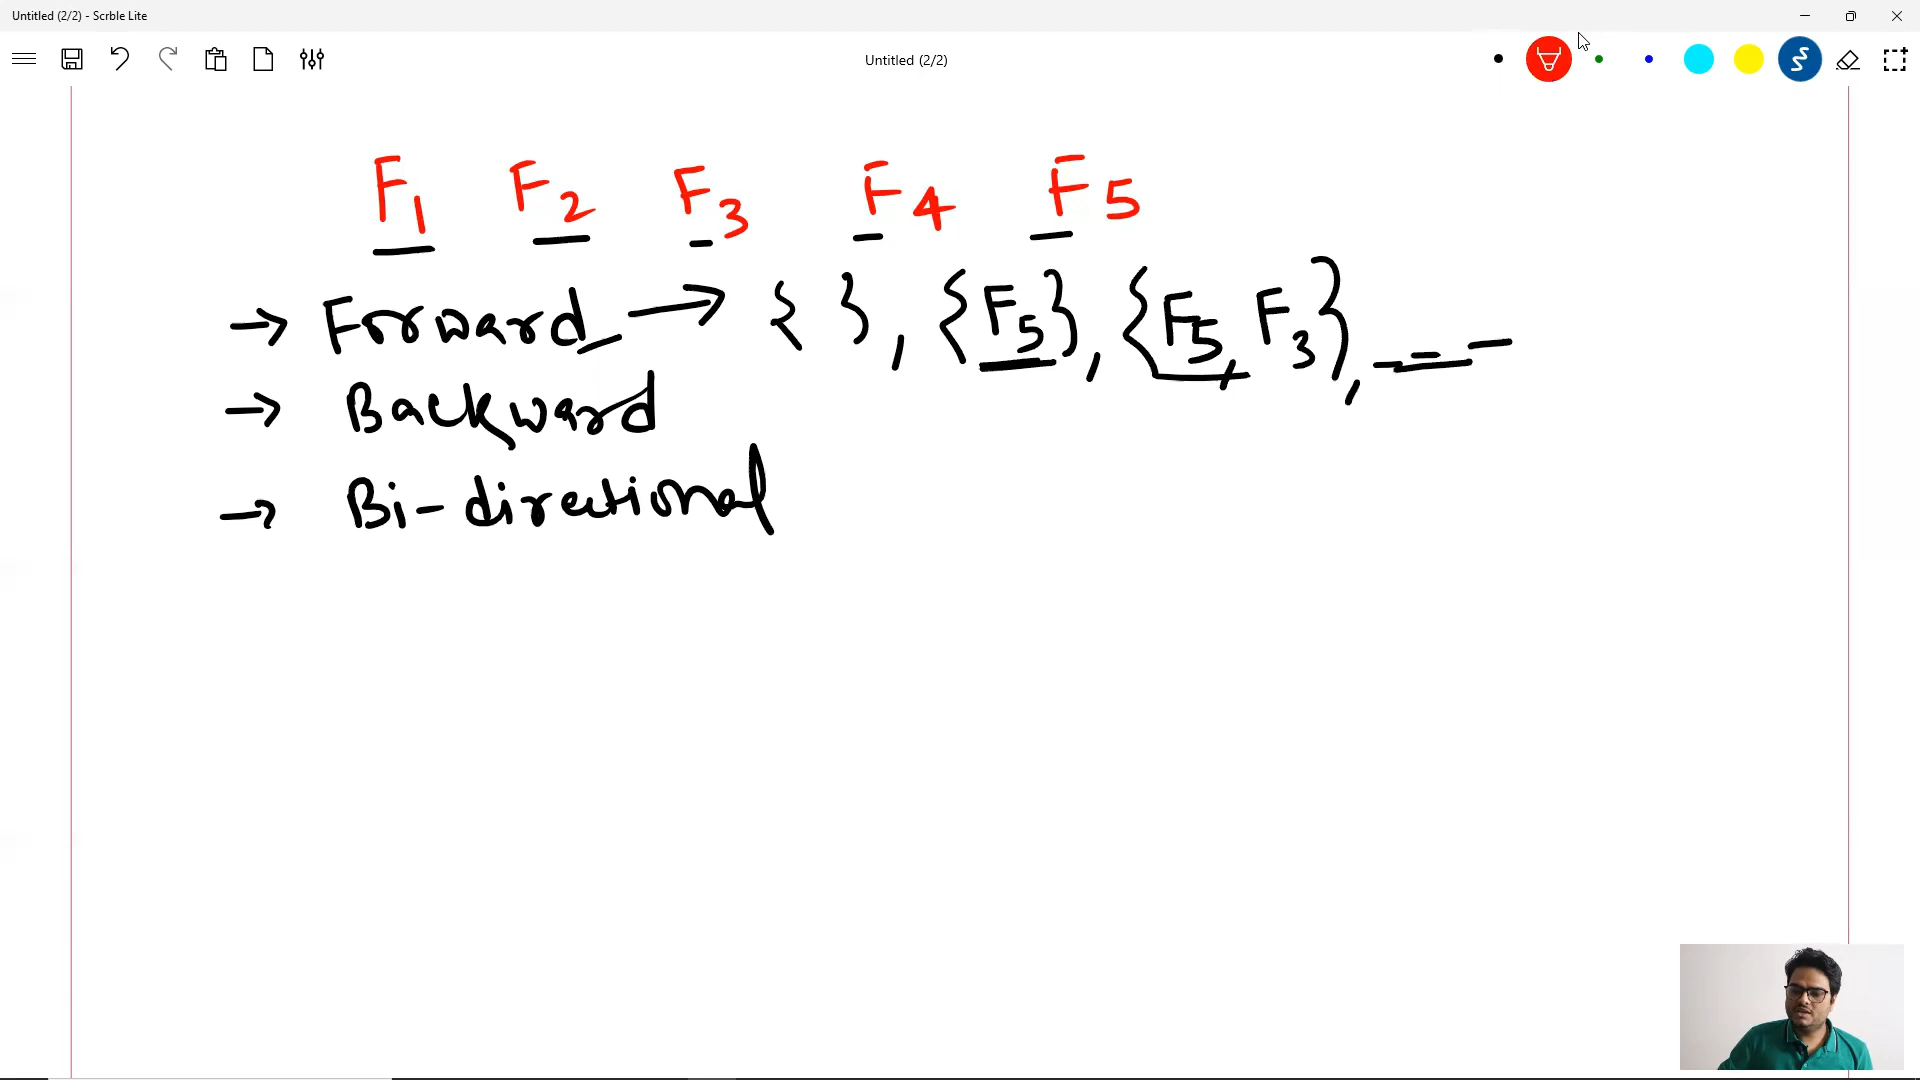 Untitled (2/2) - Scrble Lite
Untitled (2/2)
F1 F2 F3 F4 F5
→ Forward → { }, {F5}, {F5, F3}, _ _ _
→ Backward
→ Bi-directional